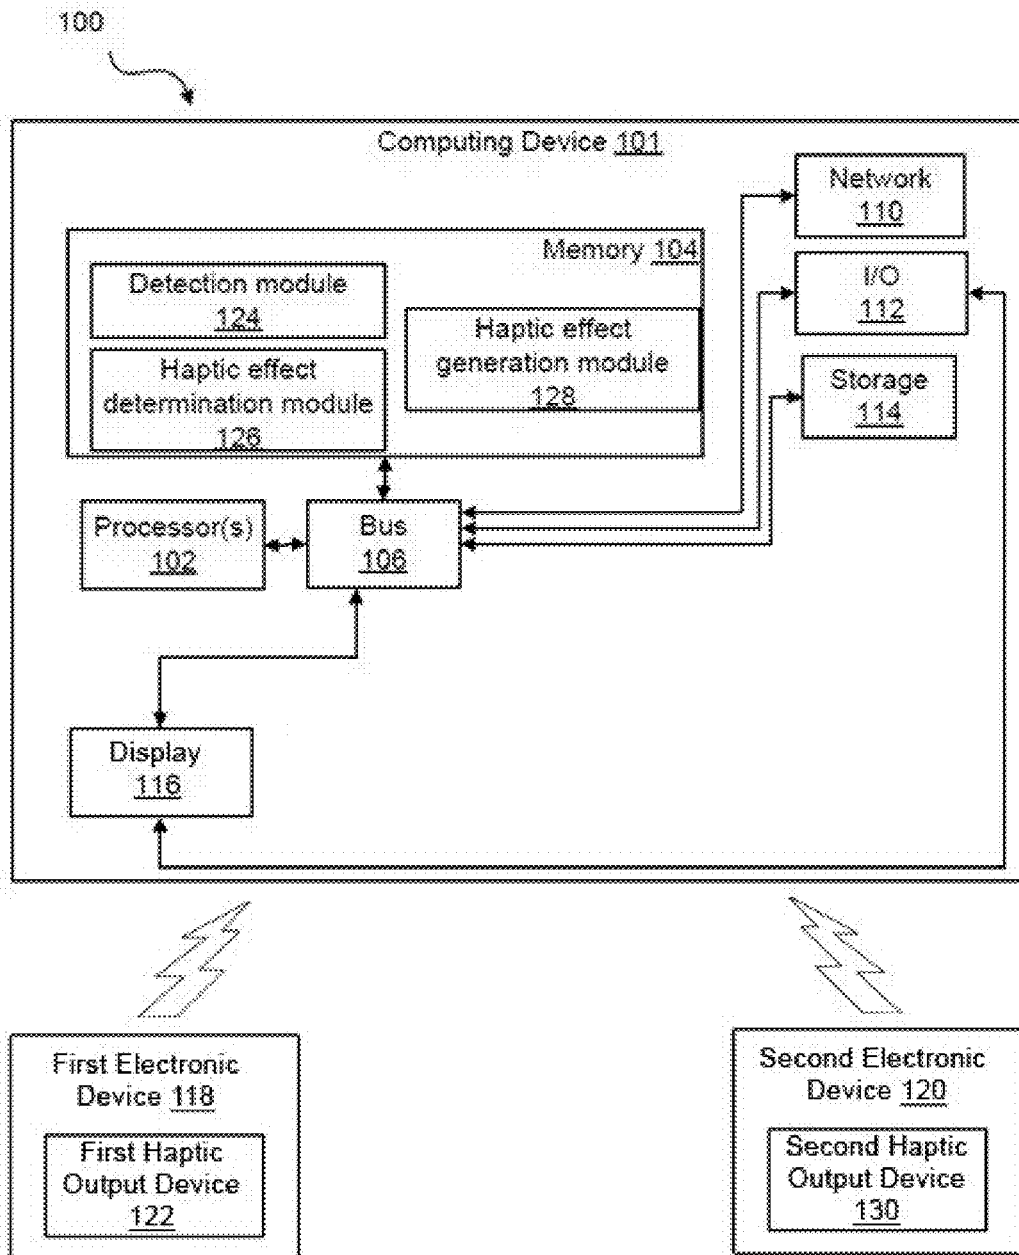 100
Computing Device 101
Network
110
Memory 104
Detection module
124
I/O
112
Haptic effect
generation module
128
Haptic effect
determination module
126
Storage
114
Processor(s)
102
Bus
106
Display
116
First Electronic
Device 118
First Haptic
Output Device
122
Second Electronic
Device 120
Second Haptic
Output Device
130